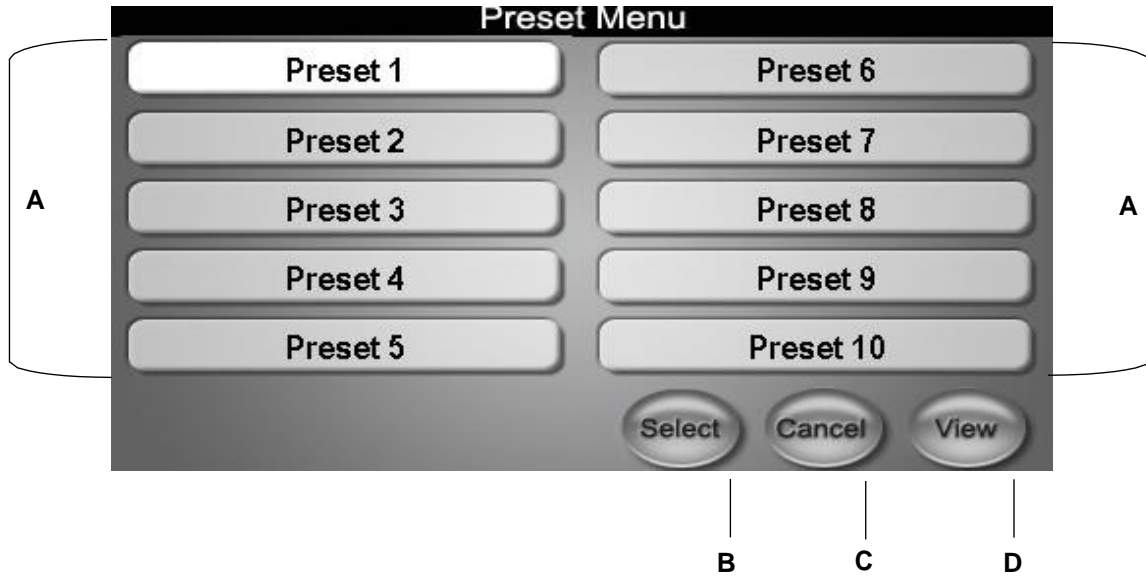 Preset Menu
Preset 1
Preset 2
Preset 3
Preset 4
Preset 5
Preset 6
Preset 7
Preset 8
Preset 9
Preset 10
Select Cancel View
A
A
B C D